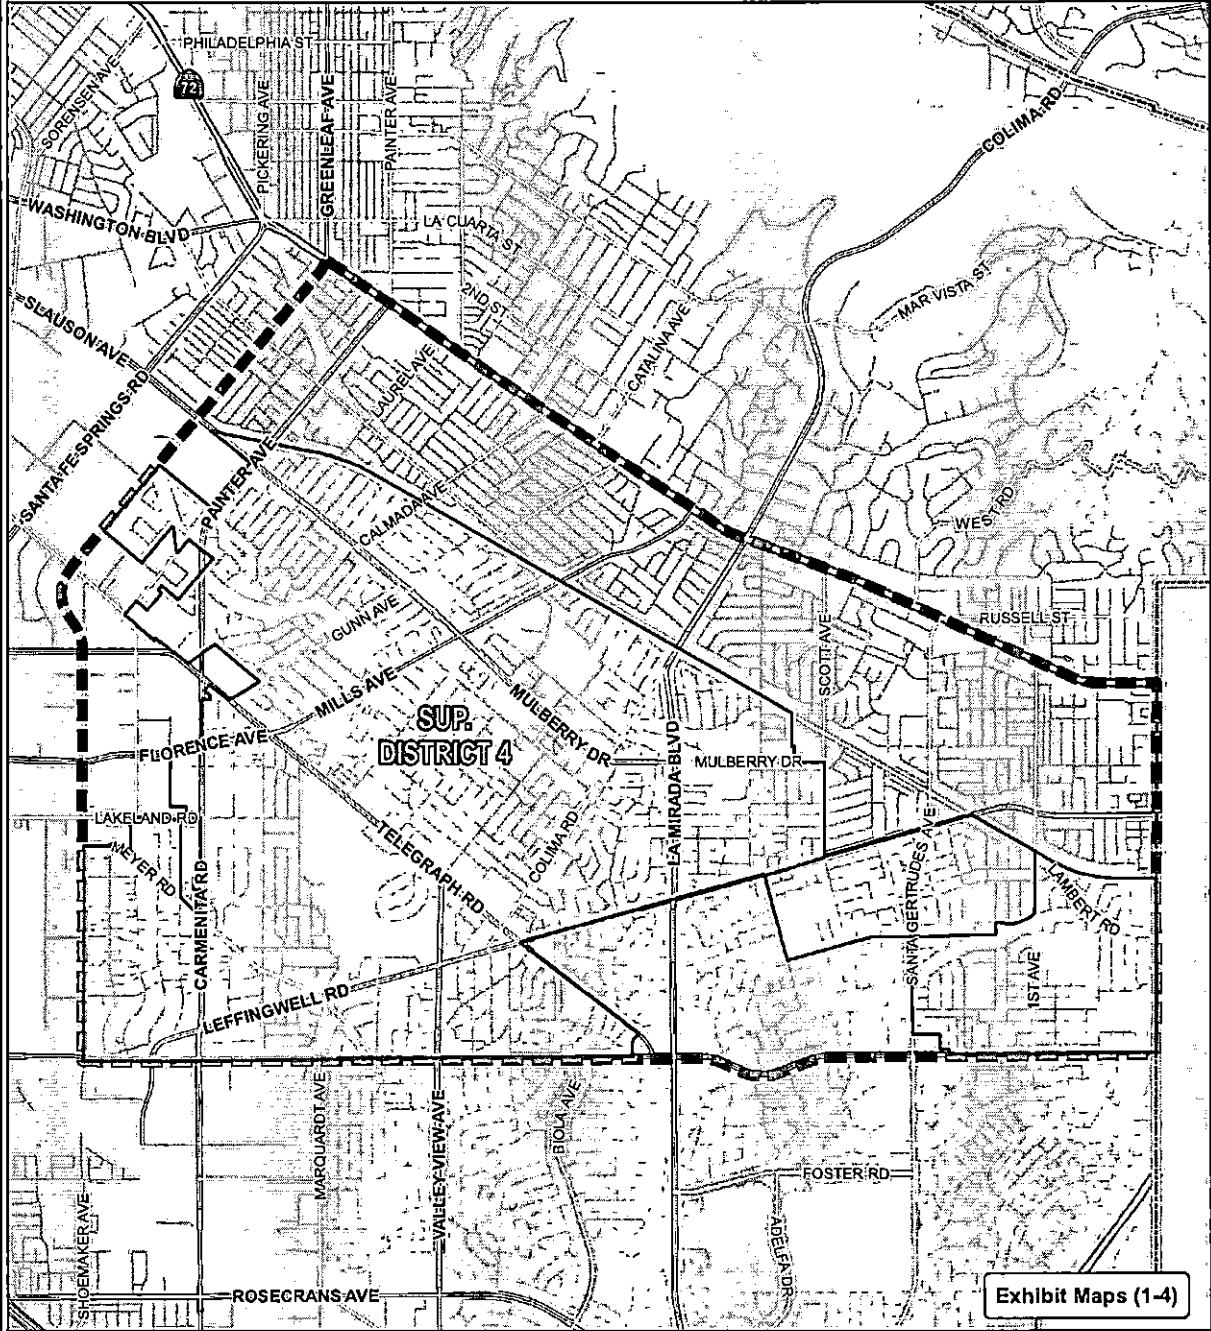 PHILADELPHIA ST
72
SORENSEN AVE
PICKERING AVE
GREENLEAF AVE
PAINTER AVE
COLIMA RD
WASHINGTON BLVD
LA CUARTA ST
2ND ST
MAR VISTA ST
SLAUSON AVE
CATALINA AVE
LAUREL AVE
SANTA FE SPRINGS RD
PAINTER AVE
CALMADA AVE
WEST RD
GUNN AVE
RUSSELL ST
SCOTT AVE
MILLS AVE
MULBERRY DR
SUP.
DISTRICT 4
FLORENCE AVE
LA MIRADA BLVD
MULBERRY DR
LAKELAND RD
MEYER RD
TELEGRAPH RD
COLIMA RD
CARMENITA RD
SANTA GERTRUDES AVE
LAMBERT RD
1ST AVE
LEFFINGWELL RD
MARQUARDT AVE
VALLEY VIEW AVE
BIOLA AVE
FOSTER RD
SHOEMAKER AVE
ADELFA DR
ROSECRANS AVE
Exhibit Maps (1-4)